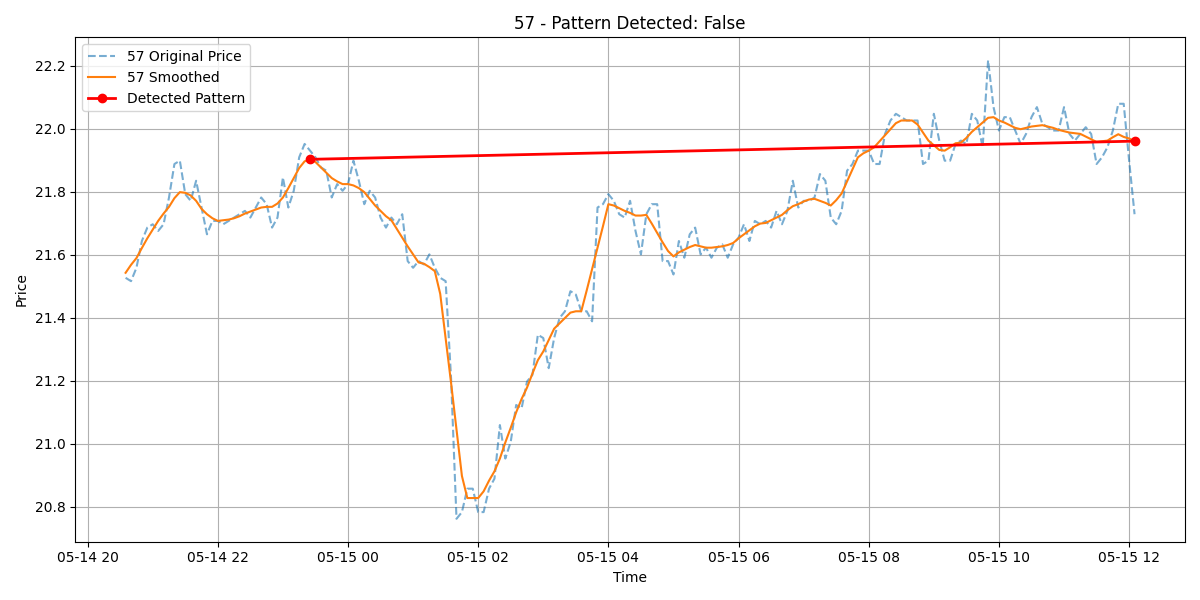 57 - Pattern Detected: False
57 Original Price
57 Smoothed
Detected Pattern
Price
22.2
22.0
21.8
21.6
21.4
21.2
21.0
20.8
05-14 20 05-14 22 05-15 00 05-15 02 05-15 04 05-15 06 05-15 08 05-15 10 05-15 12
Time